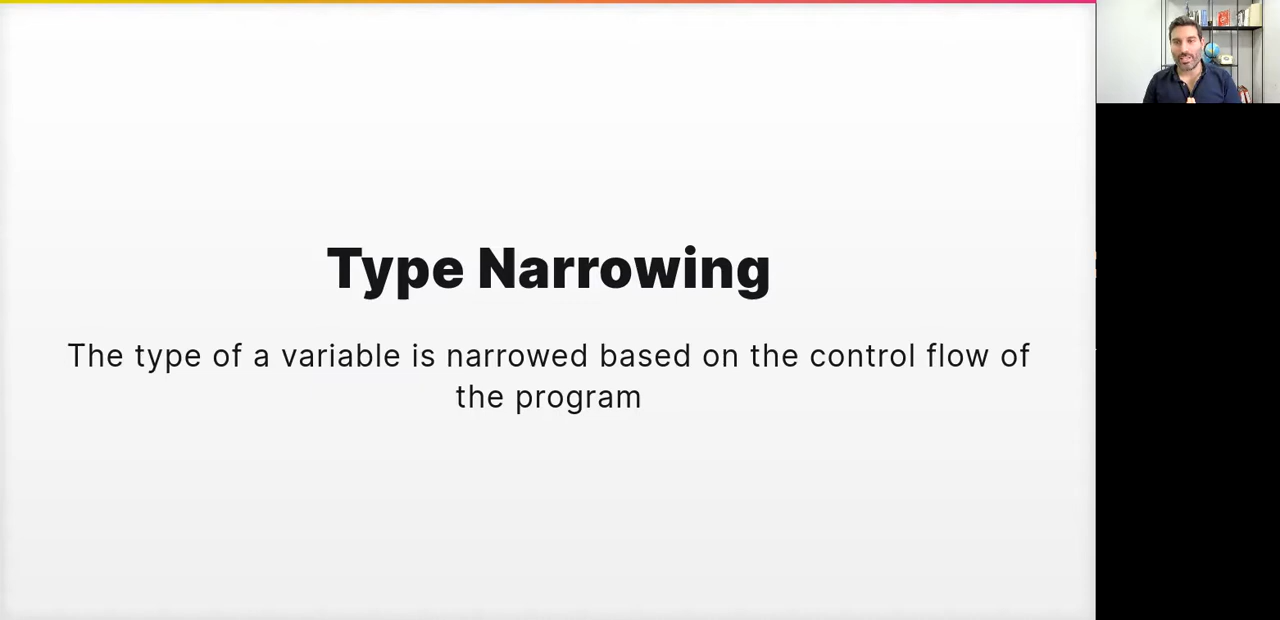 Type Narrowing
The type of a variable is narrowed based on the control flow of
the program